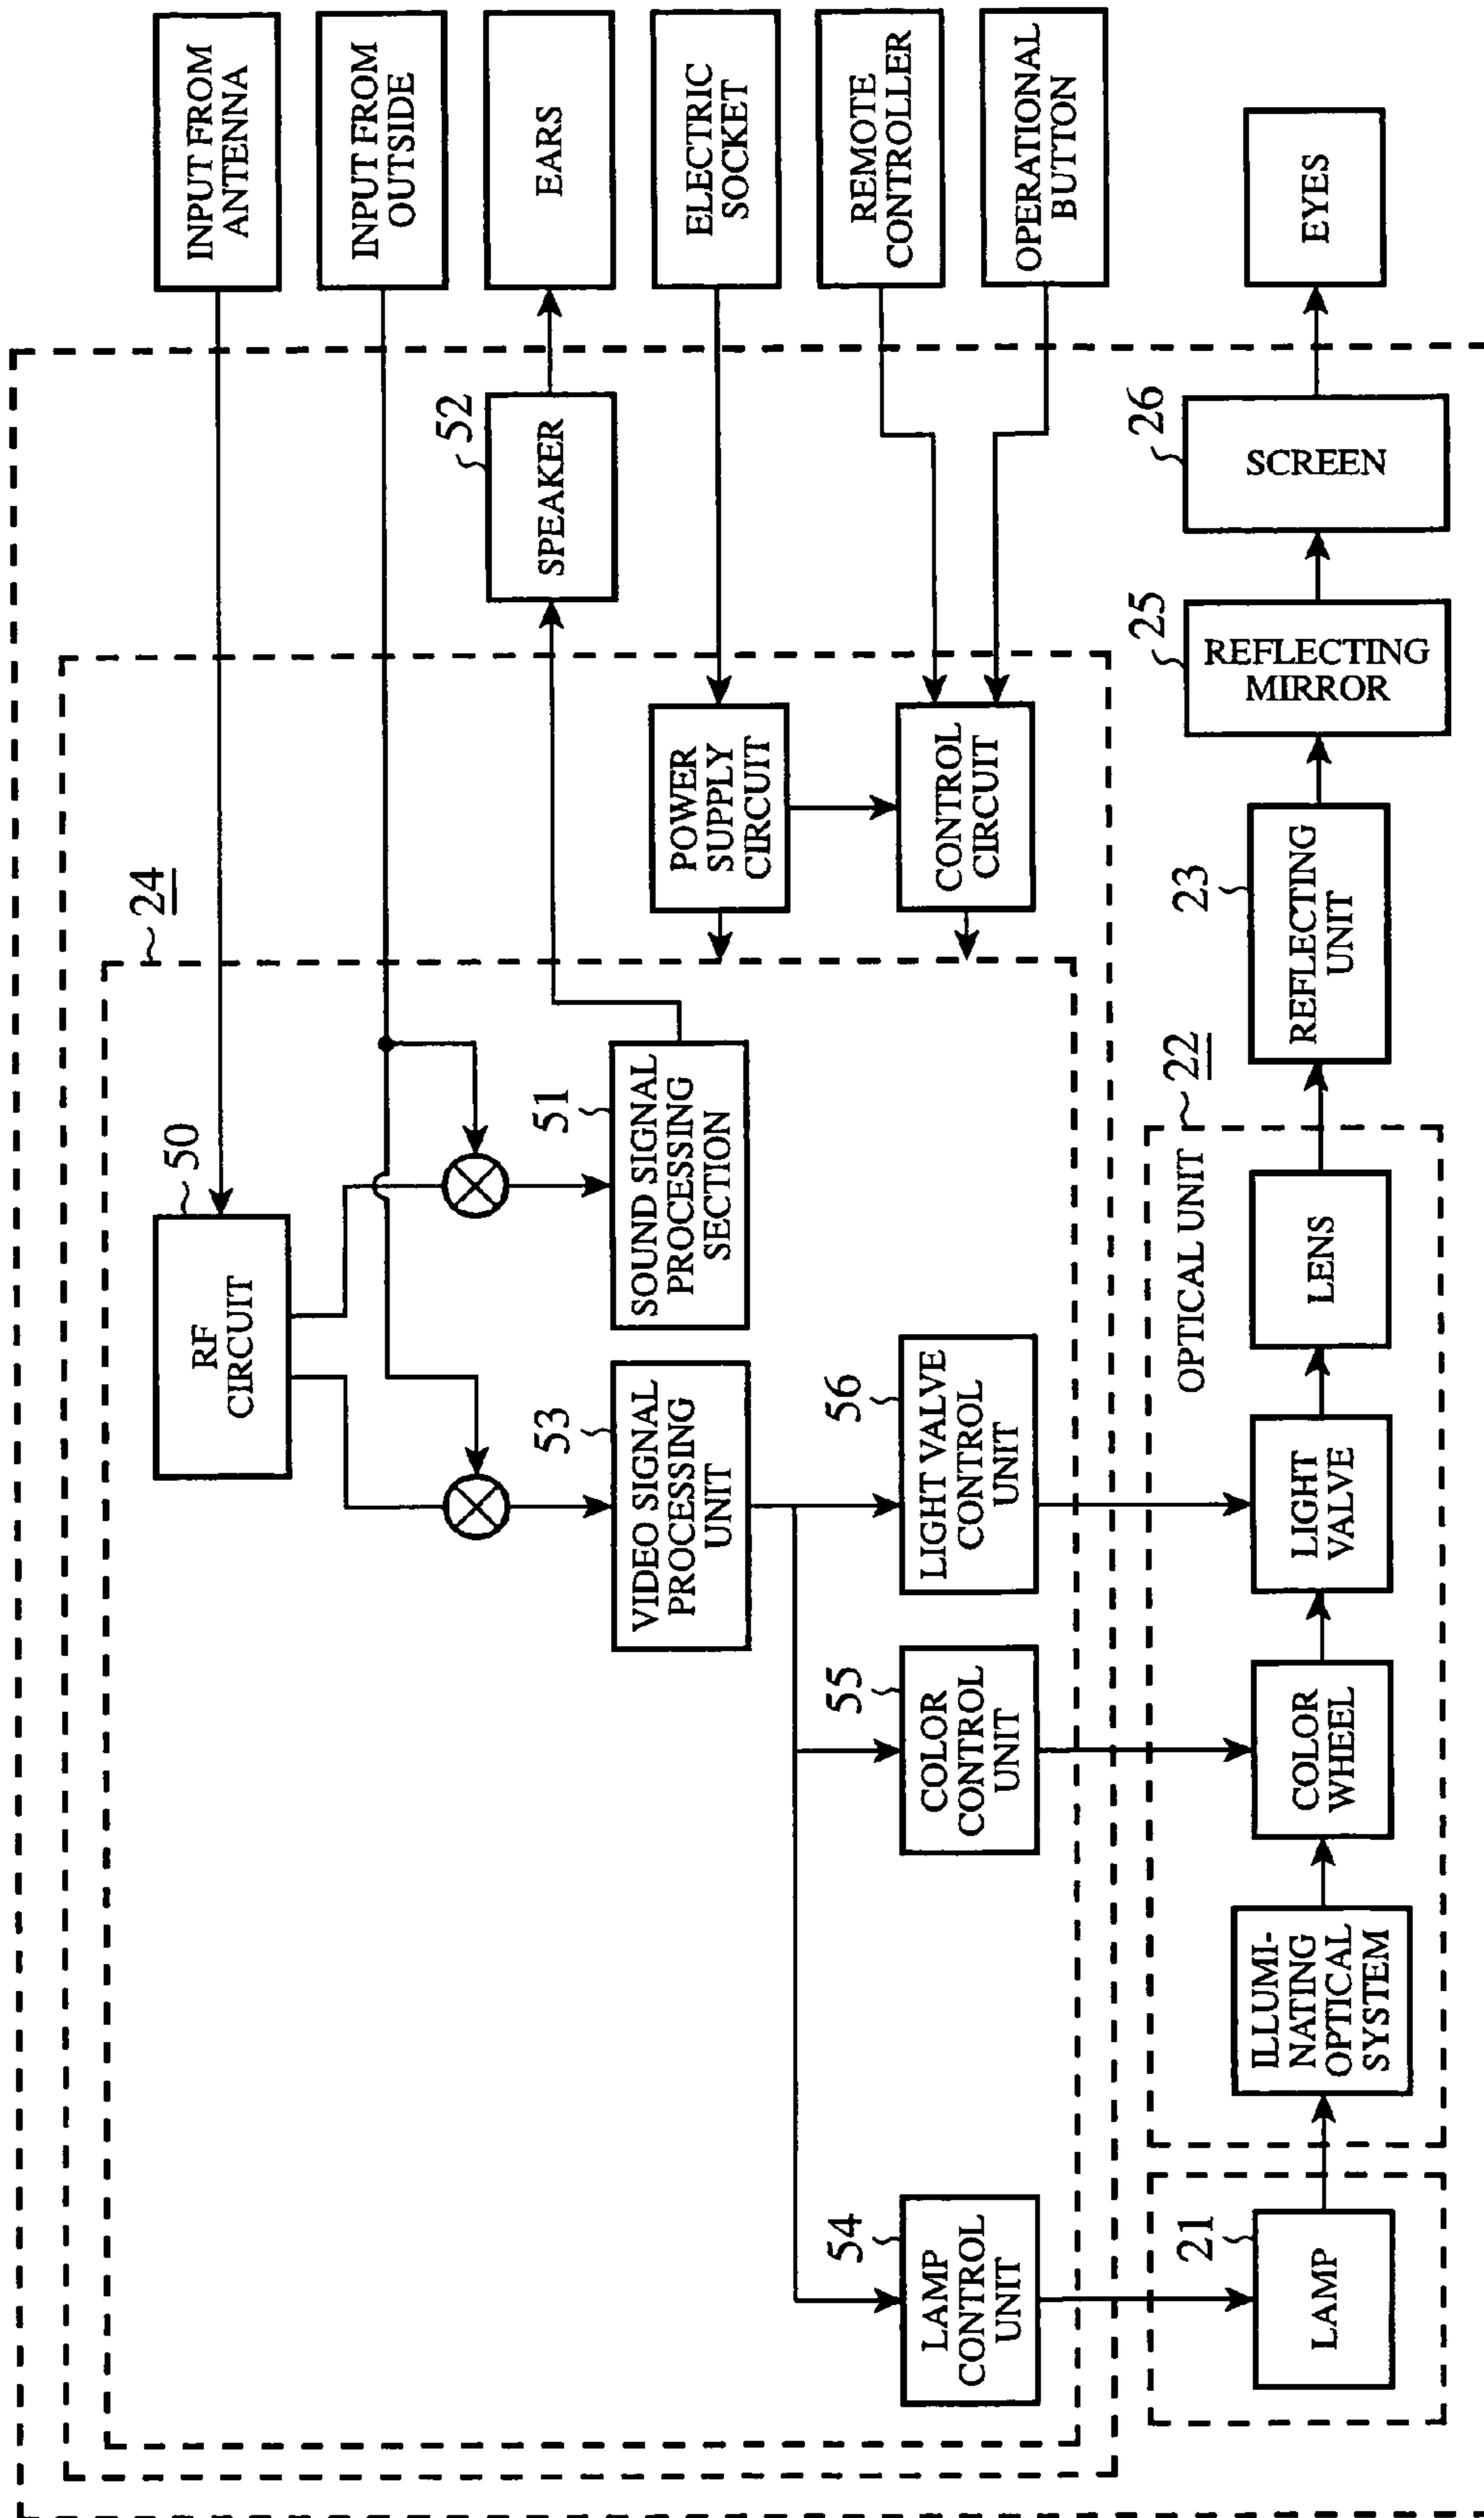 INPUT FROM
ANTENNA
INPUT FROM
OUTSIDE
EARS
ELECTRIC
SOCKET
REMOTE
CONTROLLER
OPERATIONAL
BUTTON
EYES
52
SPEAKER
26
SCREEN
25
REFLECTING
MIRROR
24
POWER
SUPPLY
CIRCUIT
CONTROL
CIRCUIT
23
REFLECTING
UNIT
50
RF
CIRCUIT
51
SOUND SIGNAL
PROCESSING
SECTION
53
VIDEO SIGNAL
PROCESSING
UNIT
56
LIGHT VALVE
CONTROL
UNIT
55
COLOR
CONTROL
UNIT
54
LAMP
CONTROL
UNIT
OPTICAL UNIT
22
LENS
LIGHT
VALVE
COLOR
WHEEL
ILLUMI-
NATING
OPTICAL
SYSTEM
21
LAMP